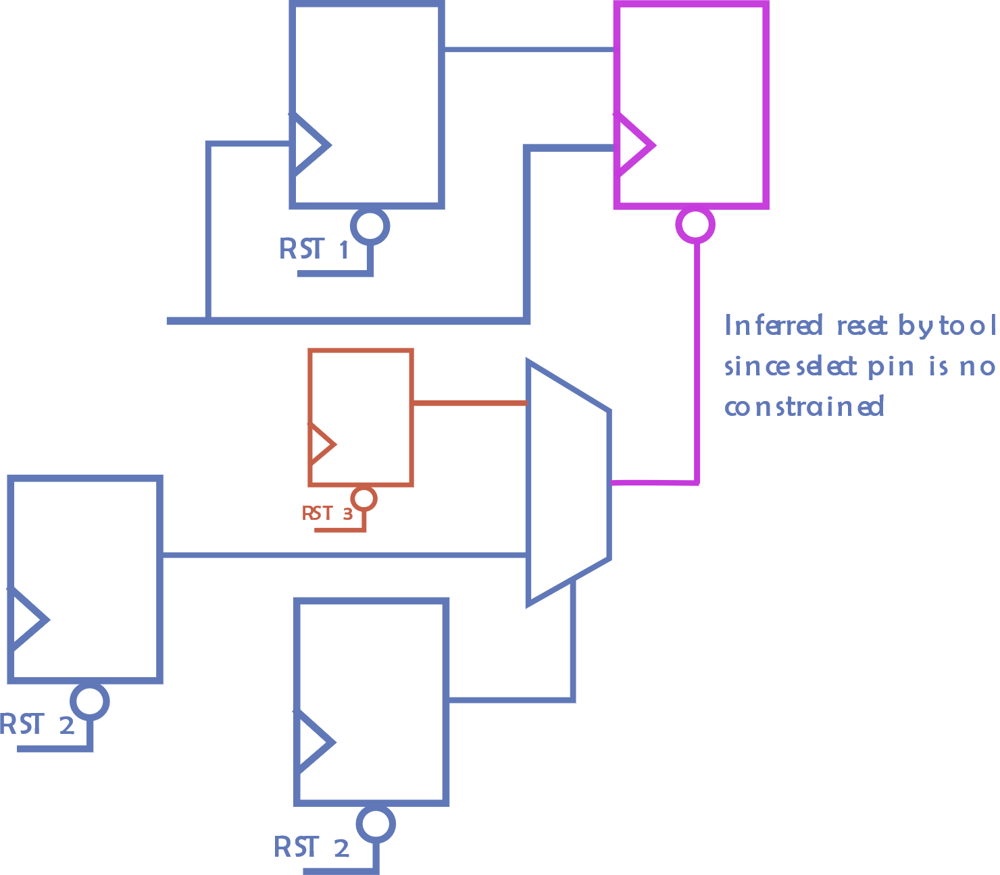 RST 1
Inferred reset by tool
since select pin is no
constrained
RST 3
RST 2
RST 2